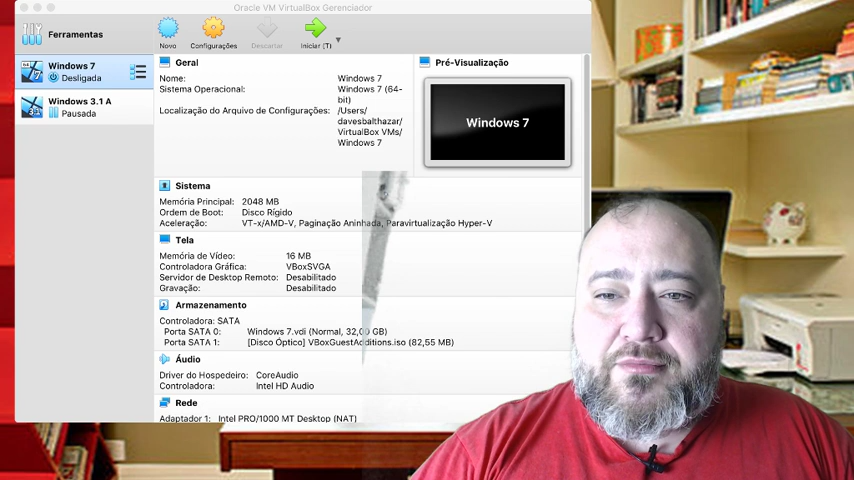 Oracle VM VirtualBox Gerenciador
Ferramentas
Novo
Configurações
Descartar
Iniciar (T)
Windows 7
Desligada
Windows 3.1 A
Pausada
Geral
Nome: Windows 7
Sistema Operacional: Windows 7 (64-
bit)
Localização do Arquivo de Configurações: /Users/
davesbalthazar/
VirtualBox VMs/
Windows 7
Pré-Visualização
Windows 7
Sistema
Memória Principal: 2048 MB
Ordem de Boot: Disco Rígido
Aceleração: VT-x/AMD-V, Paginação Aninhada, Paravirtualização Hyper-V
Tela
Memória de Vídeo: 16 MB
Controladora Gráfica: VBoxSVGA
Servidor de Desktop Remoto: Desabilitado
Gravação: Desabilitado
Armazenamento
Controladora: SATA
Porta SATA 0: Windows 7.vdi (Normal, 32,00 GB)
Porta SATA 1: [Disco Óptico] VBoxGuestAdditions.iso (82,55 MB)
Áudio
Driver do Hospedeiro: CoreAudio
Controladora: Intel HD Audio
Rede
Adaptador 1: Intel PRO/1000 MT Desktop (NAT)